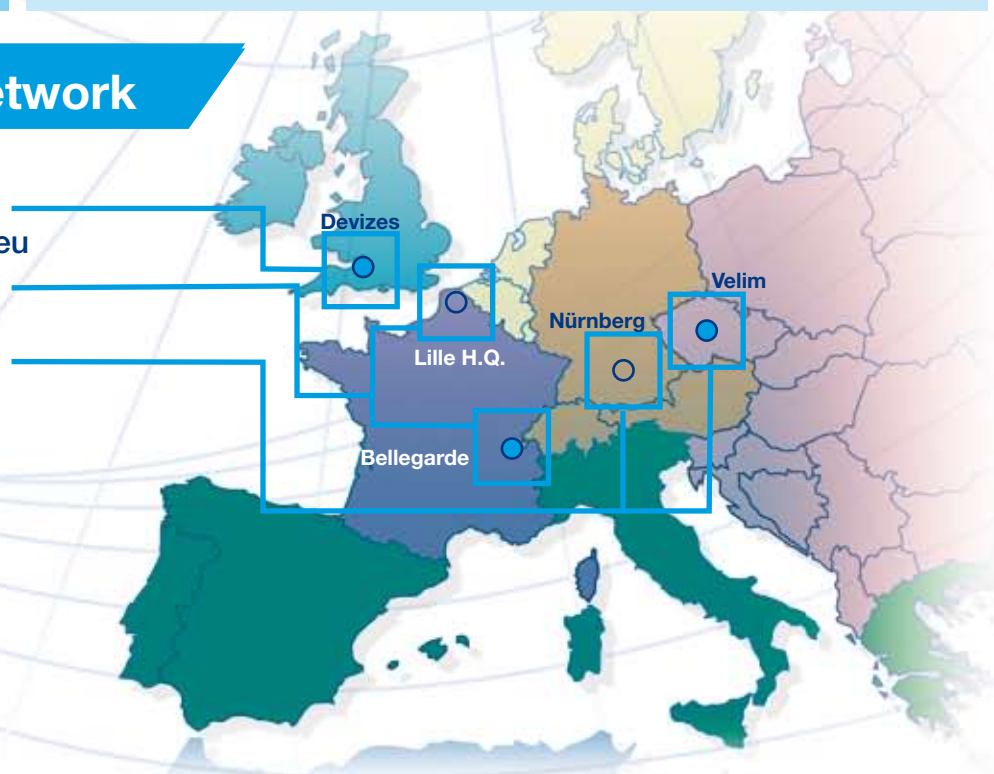 etwork
Devizes
eu
Velim
Nürnberg
Lille H.Q.
Bellegarde